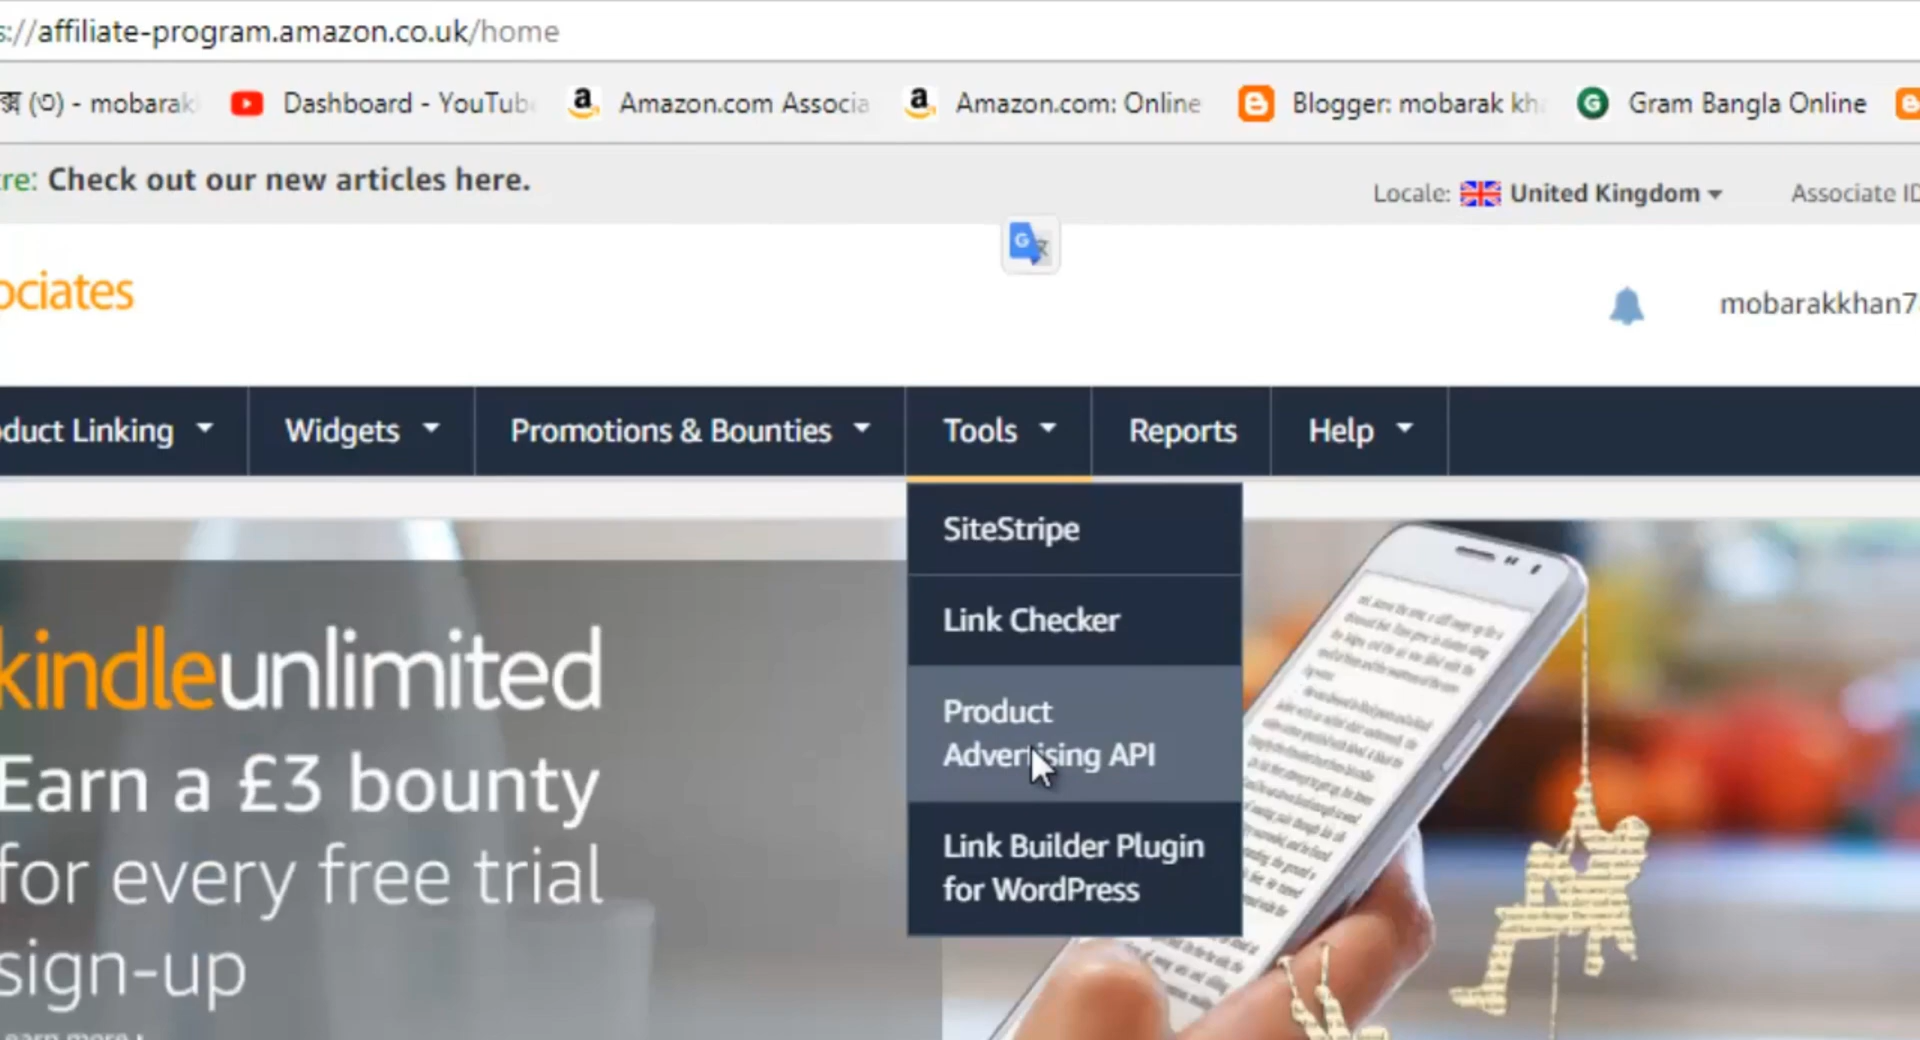 s://affiliate-program.amazon.co.uk/home
(৩) - mobarak
Dashboard - YouTub
Amazon.com Associa
Amazon.com: Online
Blogger: mobarak kh
Gram Bangla Online
re: Check out our new articles here.
Locale: United Kingdom
Associate ID
ociates
mobarakkhan7
duct Linking
Widgets
Promotions & Bounties
Tools
Reports
Help
SiteStripe
Link Checker
Product
Advertising API
Link Builder Plugin
for WordPress
kindleunlimited
Earn a £3 bounty
for every free trial
sign-up